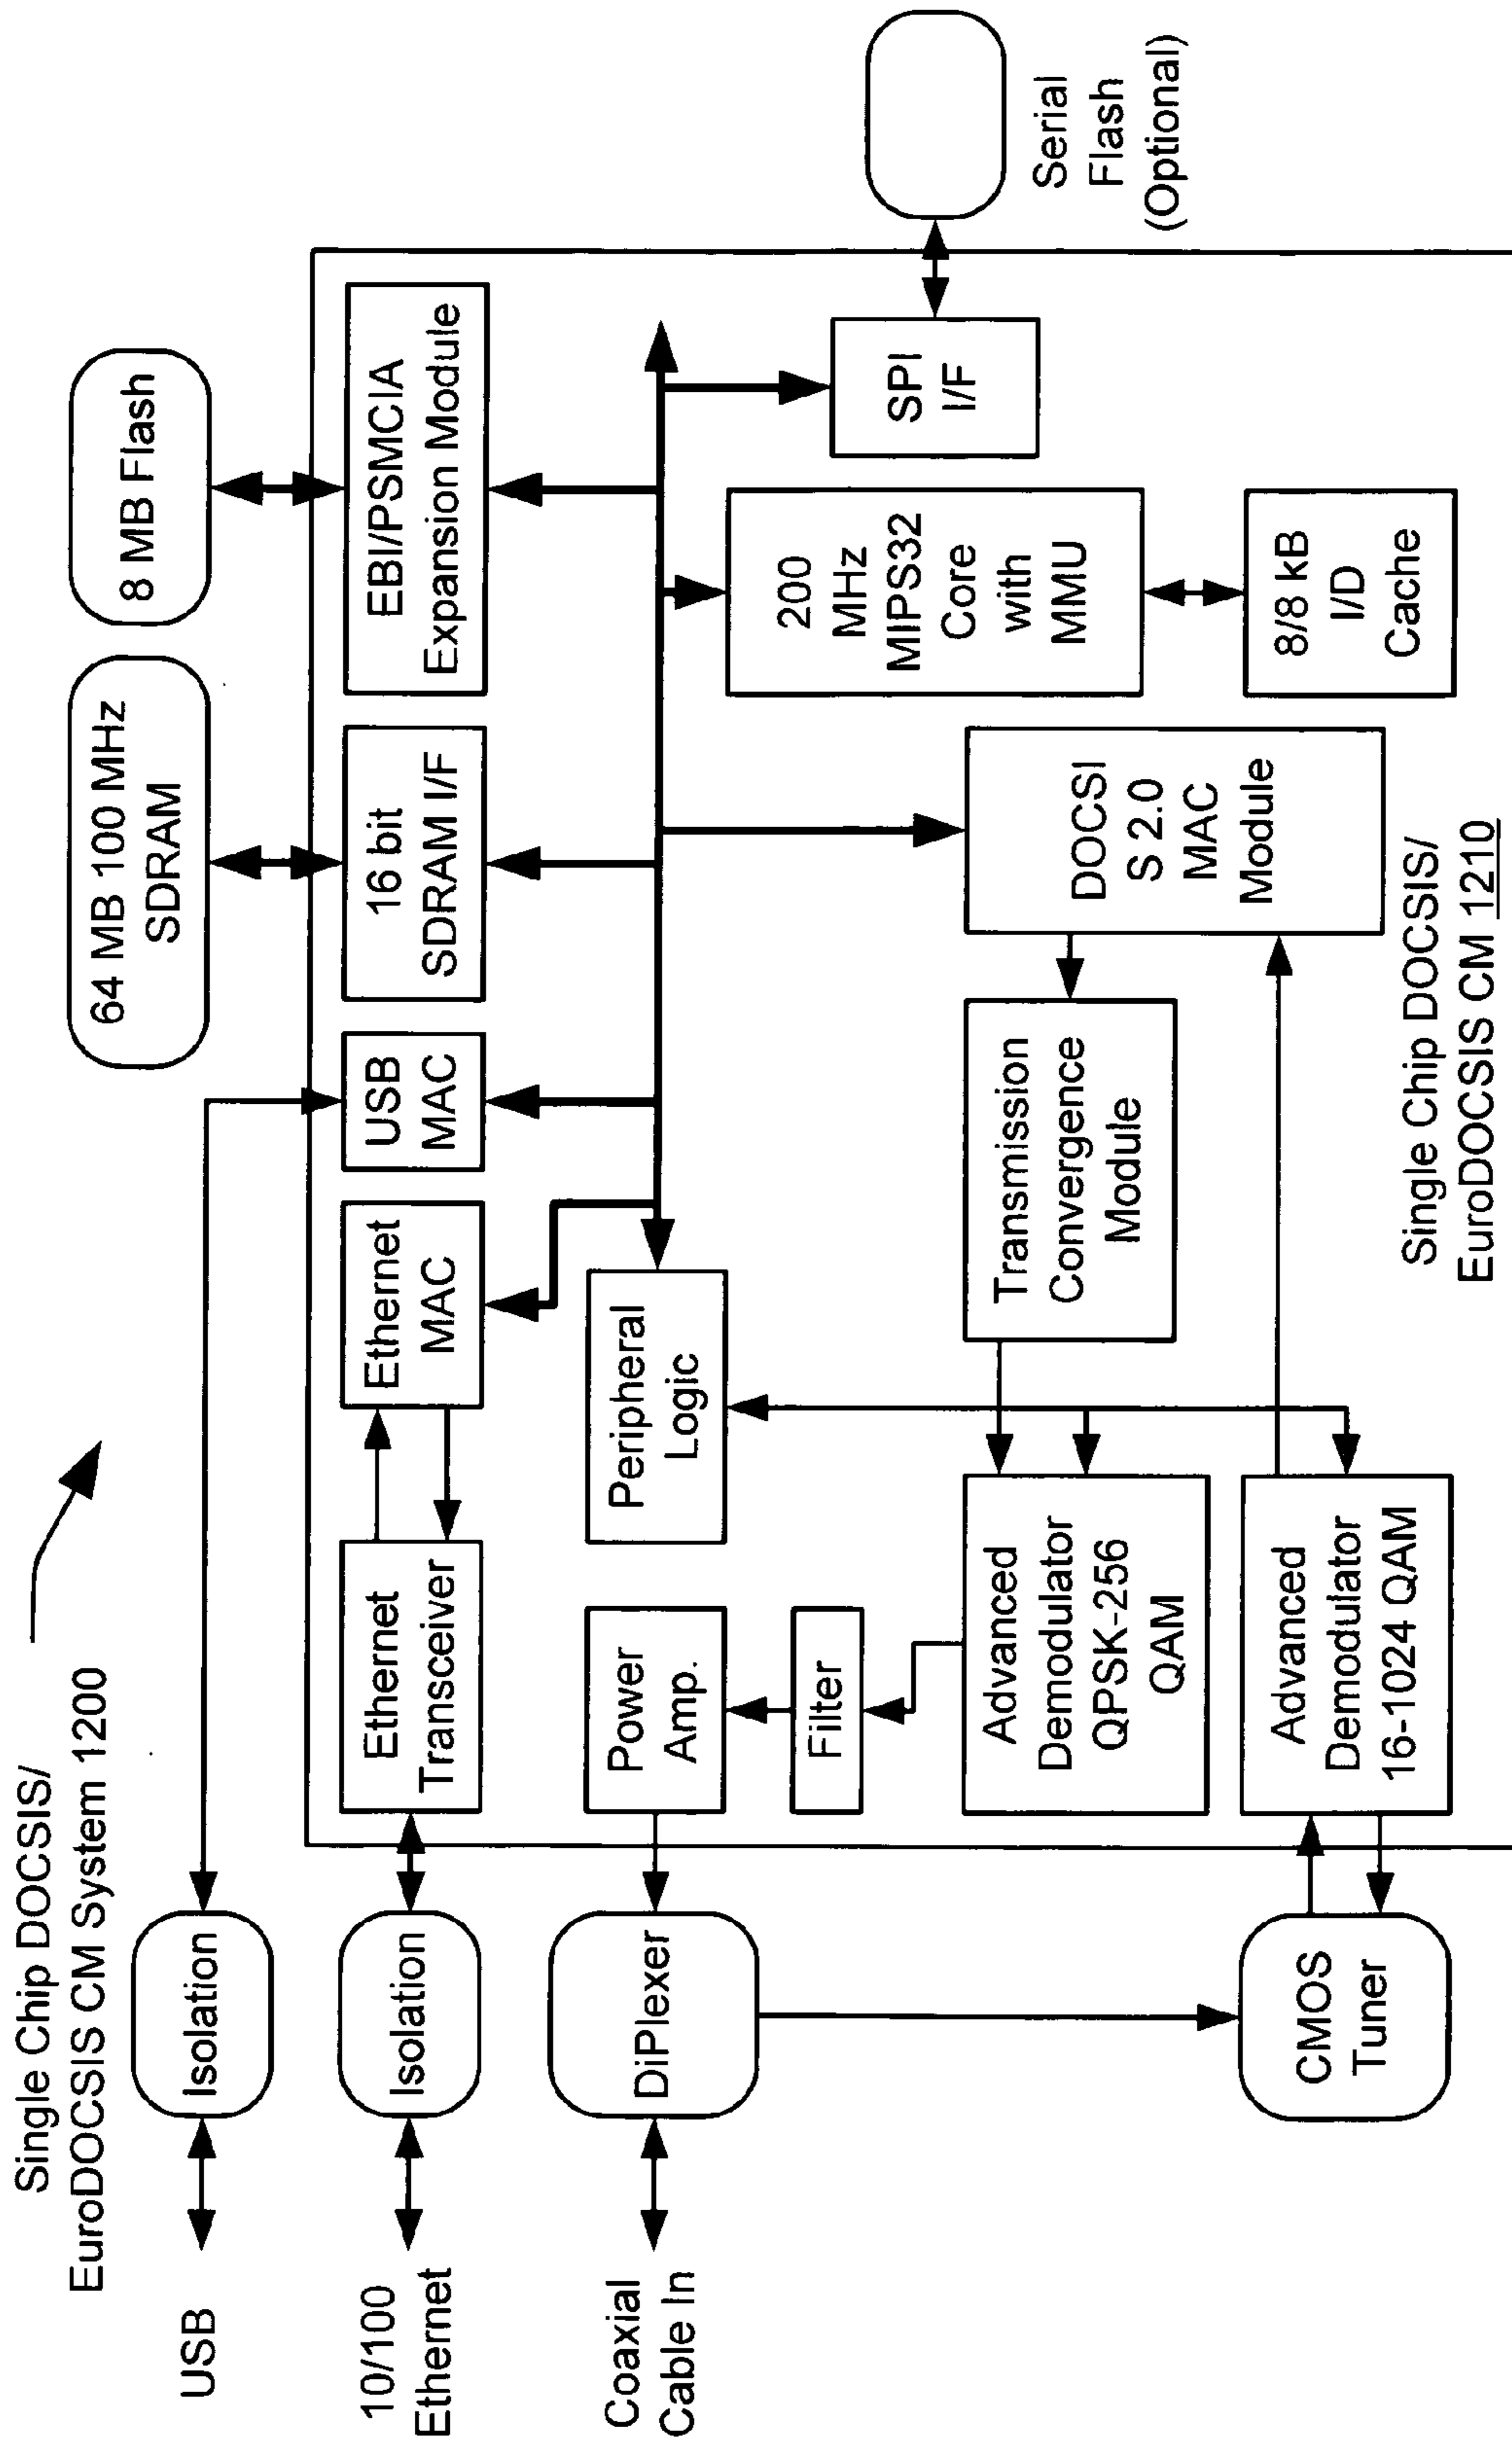 Single Chip DOCSIS/
EuroDOCSIS CM System 1200
USB
Isolation
10/100
Ethernet
Isolation
Coaxial
Cable In
DiPlexer
CMOS
Tuner
64 MB 100 MHz
SDRAM
8 MB Flash
Ethernet
Transceiver
Ethernet
MAC
USB
MAC
16 bit
SDRAM I/F
EBI/PSMCIA
Expansion Module
Power
Amp.
Filter
Peripheral
Logic
Advanced
Demodulator
QPSK-256
QAM
Advanced
Demodulator
16-1024 QAM
Transmission
Convergence
Module
DOCSI
S 2.0
MAC
Module
200
MHz
MIPS32
Core
with
MMU
8/8 kB
I/D
Cache
SPI
I/F
Serial
Flash
(Optional)
Single Chip DOCSIS/
EuroDOCSIS CM 1210